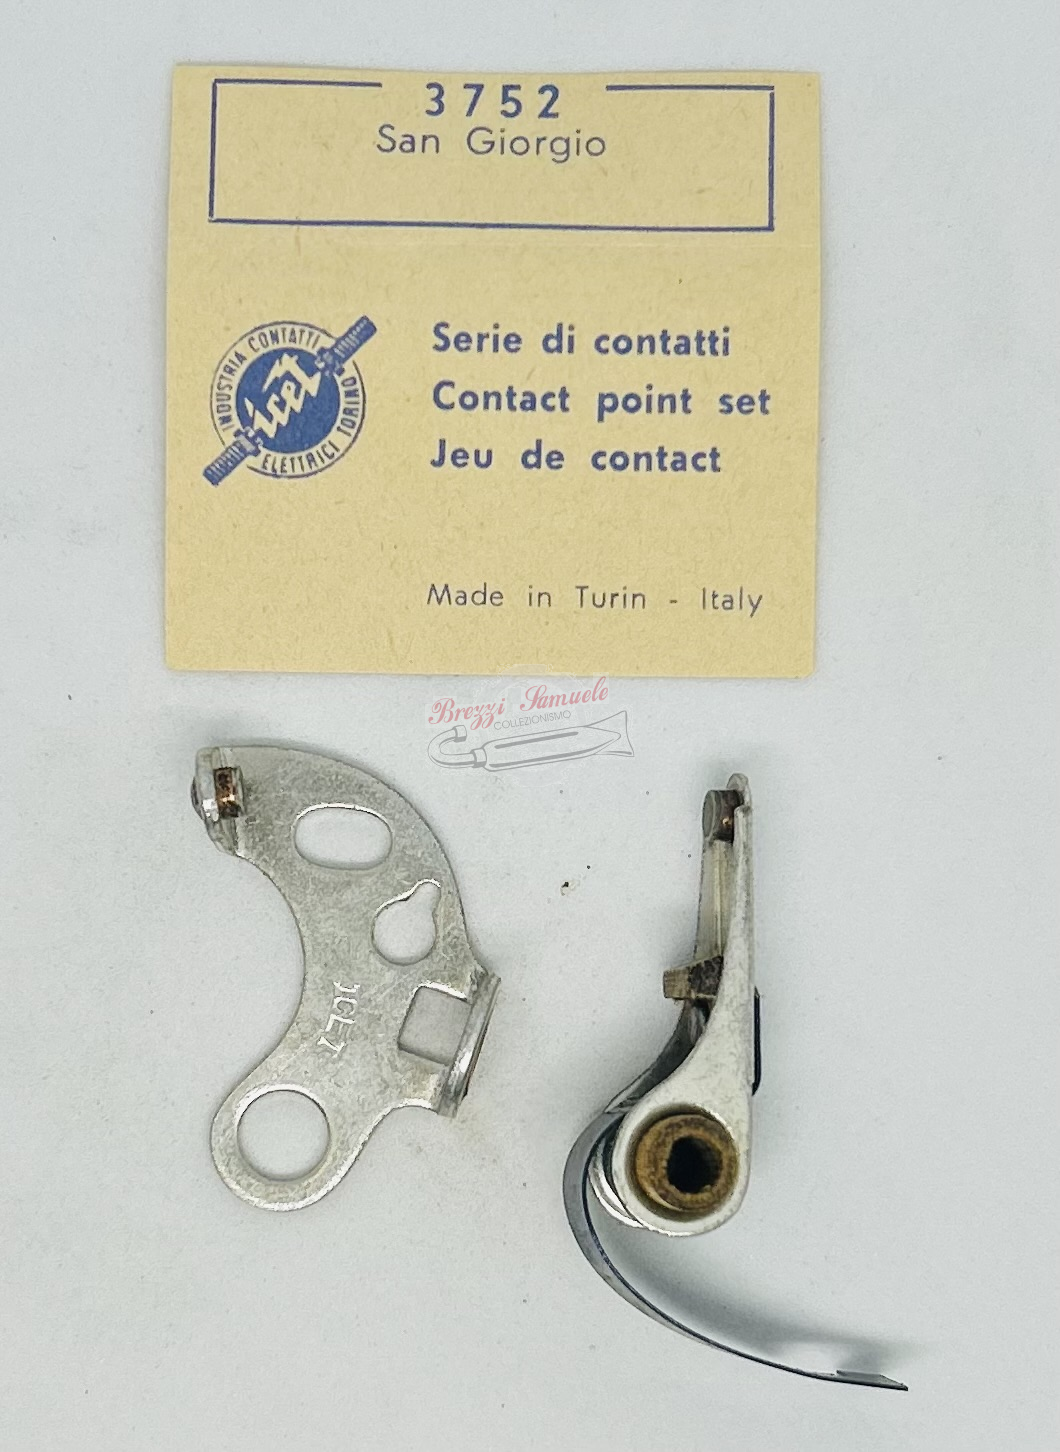 3752
San Giorgio
INDUSTRIA CONTATTI
icet
ELETTRICI TORINO
Serie di contatti
Contact point set
Jeu de contact
Made in Turin - Italy
Brezzi Samuele
COLLEZIONISMO
ICET